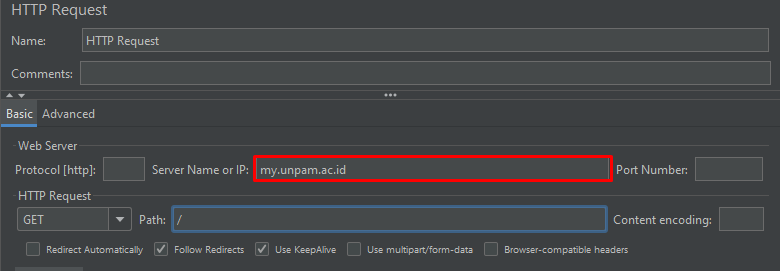 HTTP Request
Name: HTTP Request
Comments:
Basic Advanced
Web Server
Protocol [http]: Server Name or IP: my.unpam.ac.id Port Number:
HTTP Request
GET Path: / Content encoding:
Redirect Automatically Follow Redirects Use KeepAlive Use multipart/form-data Browser-compatible headers